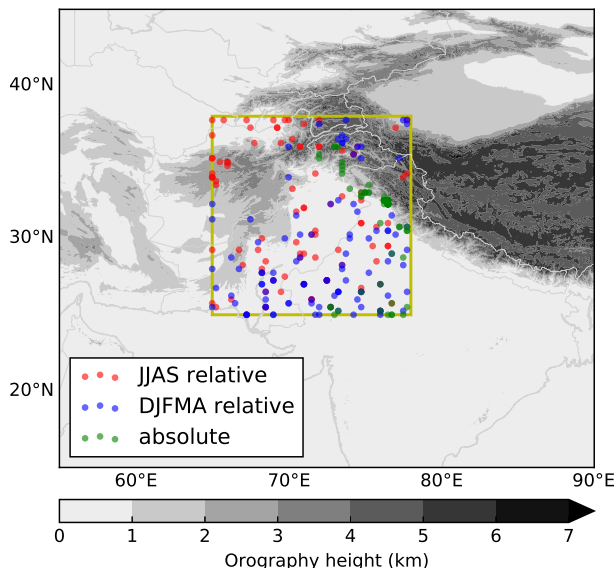 40°N
30°N
20°N
JJAS relative
DJFMA relative
absolute
60°E 70°E 80°E 90°E
0 1 2 3 4 5 6 7
Orography height (km)